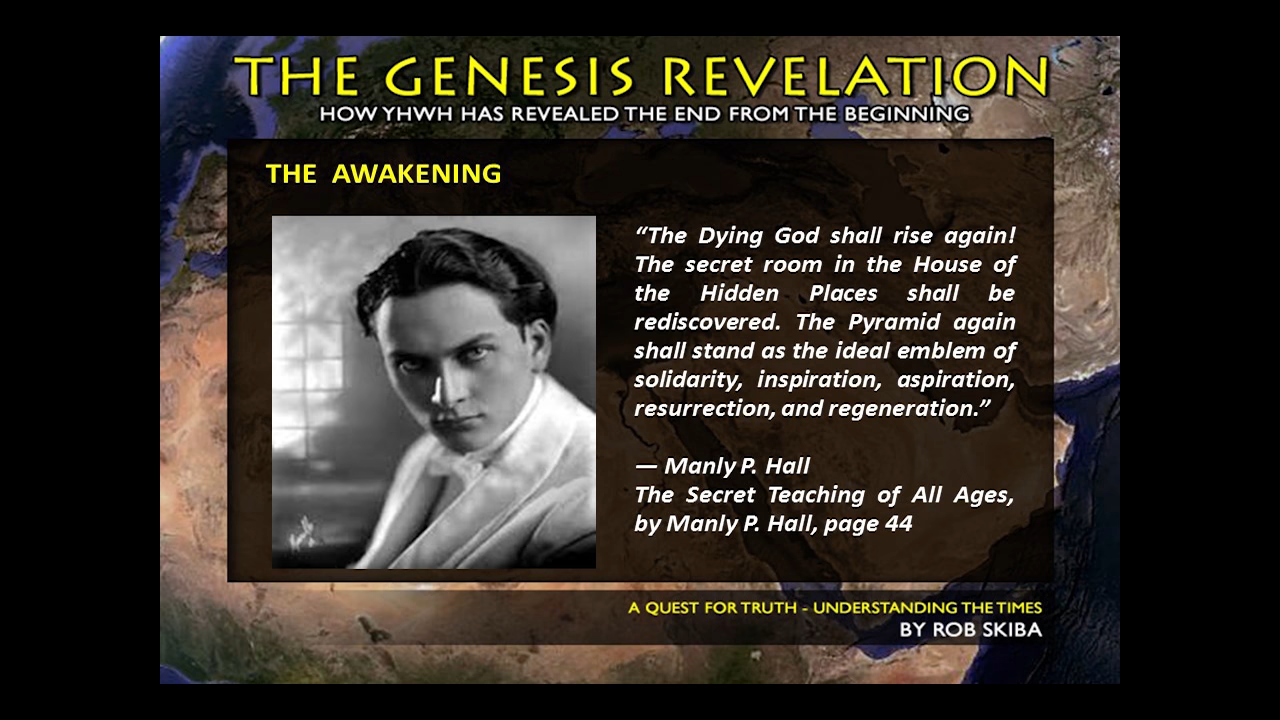 THE GENESIS REVELATION
HOW YHWH HAS REVEALED THE END FROM THE BEGINNING
THE AWAKENING
“The Dying God shall rise again!
The secret room in the House of
the Hidden Places shall be
rediscovered. The Pyramid again
shall stand as the ideal emblem of
solidarity, inspiration, aspiration,
resurrection, and regeneration.”
— Manly P. Hall
The Secret Teaching of All Ages,
by Manly P. Hall, page 44
A QUEST FOR TRUTH - UNDERSTANDING THE TIMES
BY ROB SKIBA